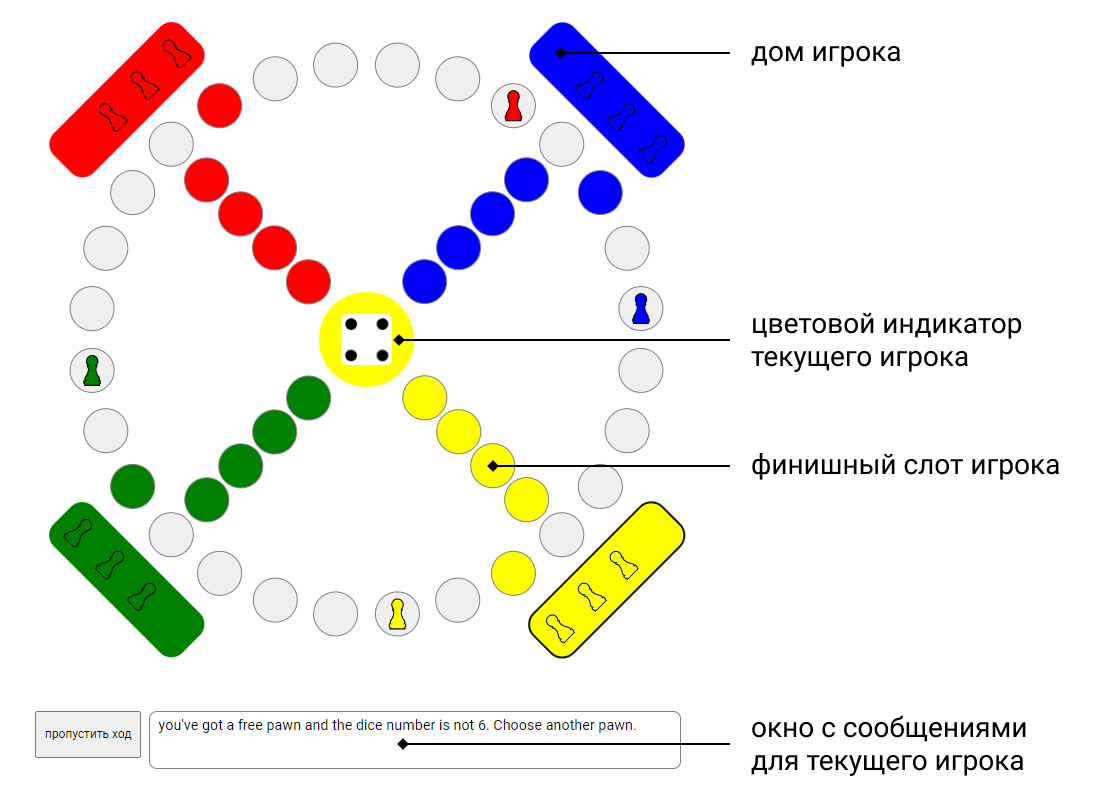 дом игрока
цветовой индикатор
текущего игрока
финишный слот игрока
пропустить ход
you've got a free pawn and the dice number is not 6. Choose another pawn.
окно с сообщениями
для текущего игрока